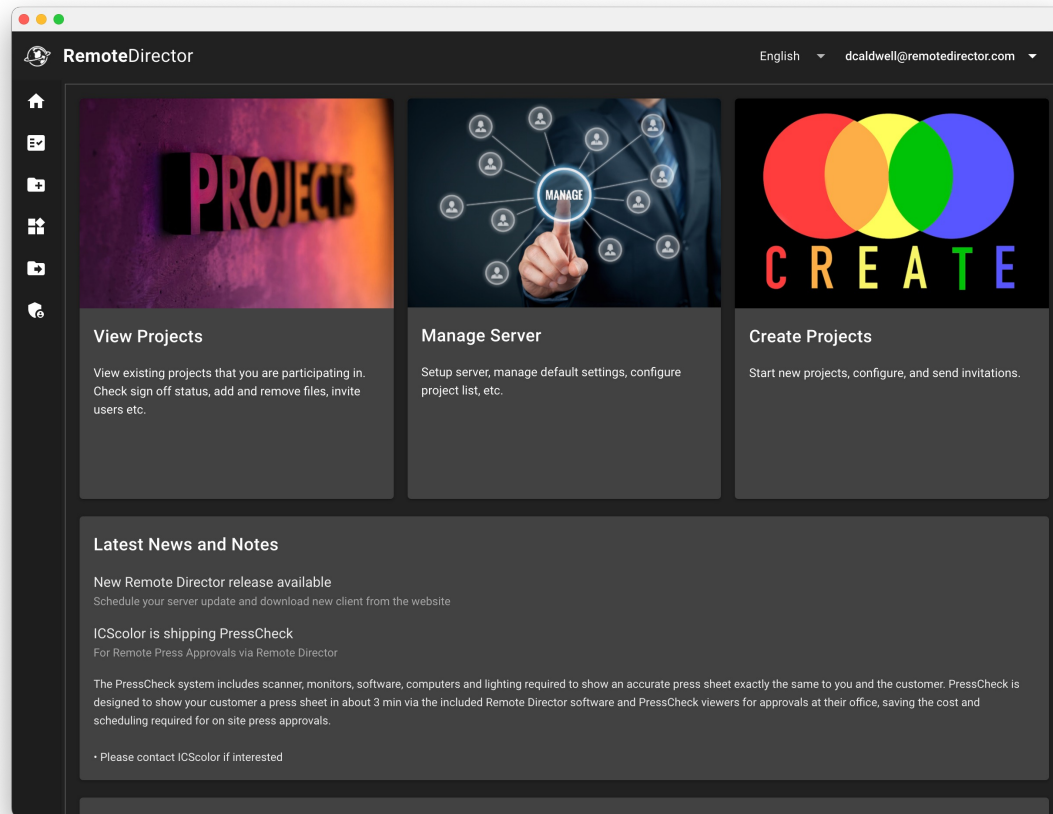 RemoteDirector
English
dcaldwell@remotedirector.com
PROJECTS
MANAGE
CREATE
View Projects
View existing projects that you are participating in.
Check sign off status, add and remove files, invite
users etc.
Manage Server
Setup server, manage default settings, configure
project list, etc.
Create Projects
Start new projects, configure, and send invitations.
Latest News and Notes
New Remote Director release available
Schedule your server update and download new client from the website
ICScolor is shipping PressCheck
For Remote Press Approvals via Remote Director
The PressCheck system includes scanner, monitors, software, computers and lighting required to show an accurate press sheet exactly the same to you and the customer. PressCheck is
designed to show your customer a press sheet in about 3 min via the included Remote Director software and PressCheck viewers for approvals at their office, saving the cost and
scheduling required for on site press approvals.
• Please contact ICScolor if interested